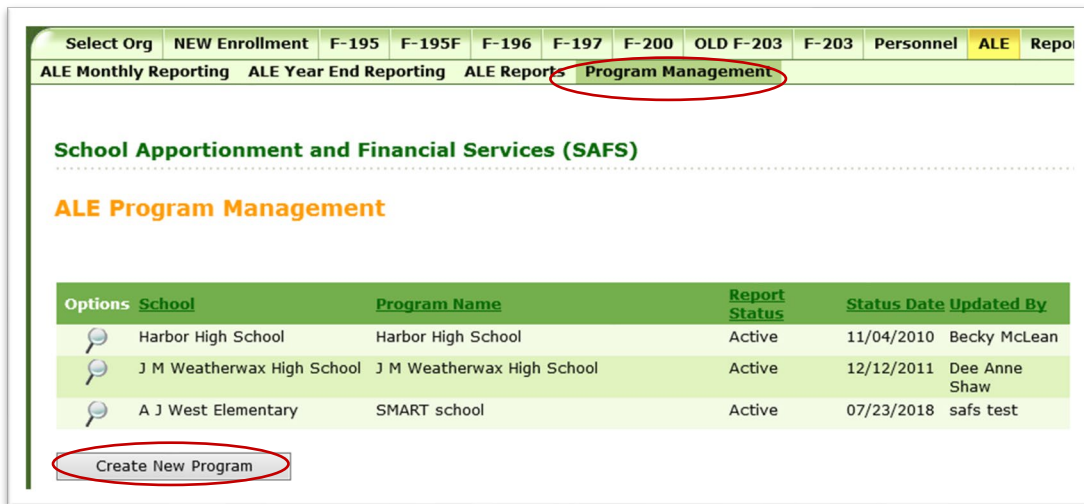 Select Org NEW Enrollment F-195 F-195F F-196 F-197 F-200 OLD F-203 F-203 Personnel ALE Repo
ALE Monthly Reporting ALE Year End Reporting ALE Reports Program Management
School Apportionment and Financial Services (SAFS)
ALE Program Management
Options School Program Name Report Status Status Date Updated By
Harbor High School Harbor High School Active 11/04/2010 Becky McLean
J M Weatherwax High School J M Weatherwax High School Active 12/12/2011 Dee Anne Shaw
A J West Elementary SMART school Active 07/23/2018 safs test
Create New Program